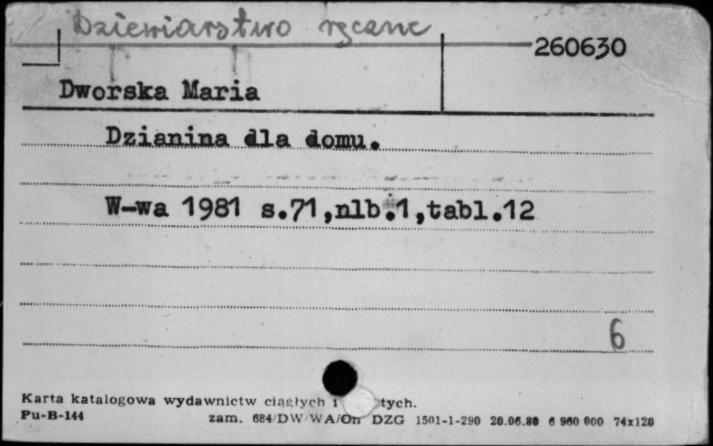 Dziewiarstwo ręczne
260630
Dworska Maria
Dzianina dla domu.
W-wa 1981 s.71,nlb.1,tabl.12
6
Karta katalogowa wydawnictw ciągłych i tych.
Pu-B-144 zam. 684/DW/WA/On DZG 1501-1-290 20.06.80 6 960 000 74x120